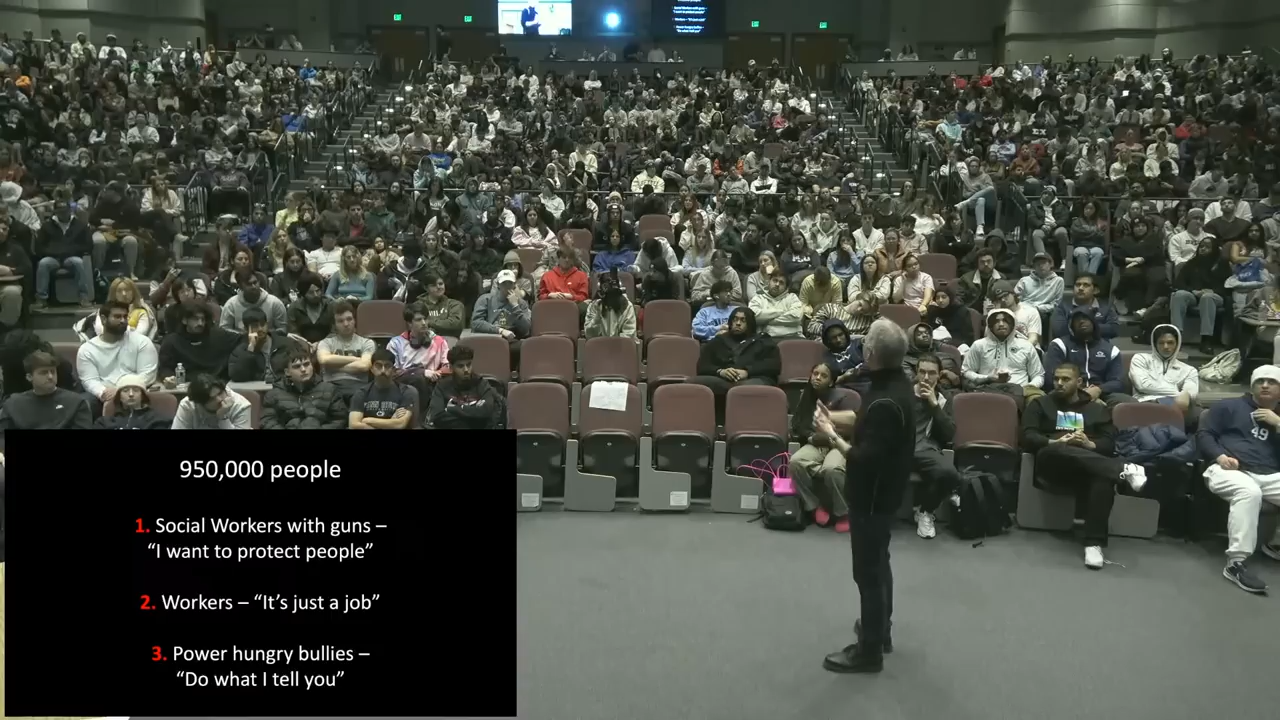 950,000 people
1. Social Workers with guns –
“I want to protect people”
2. Workers – “It’s just a job”
3. Power hungry bullies –
“Do what I tell you”
49